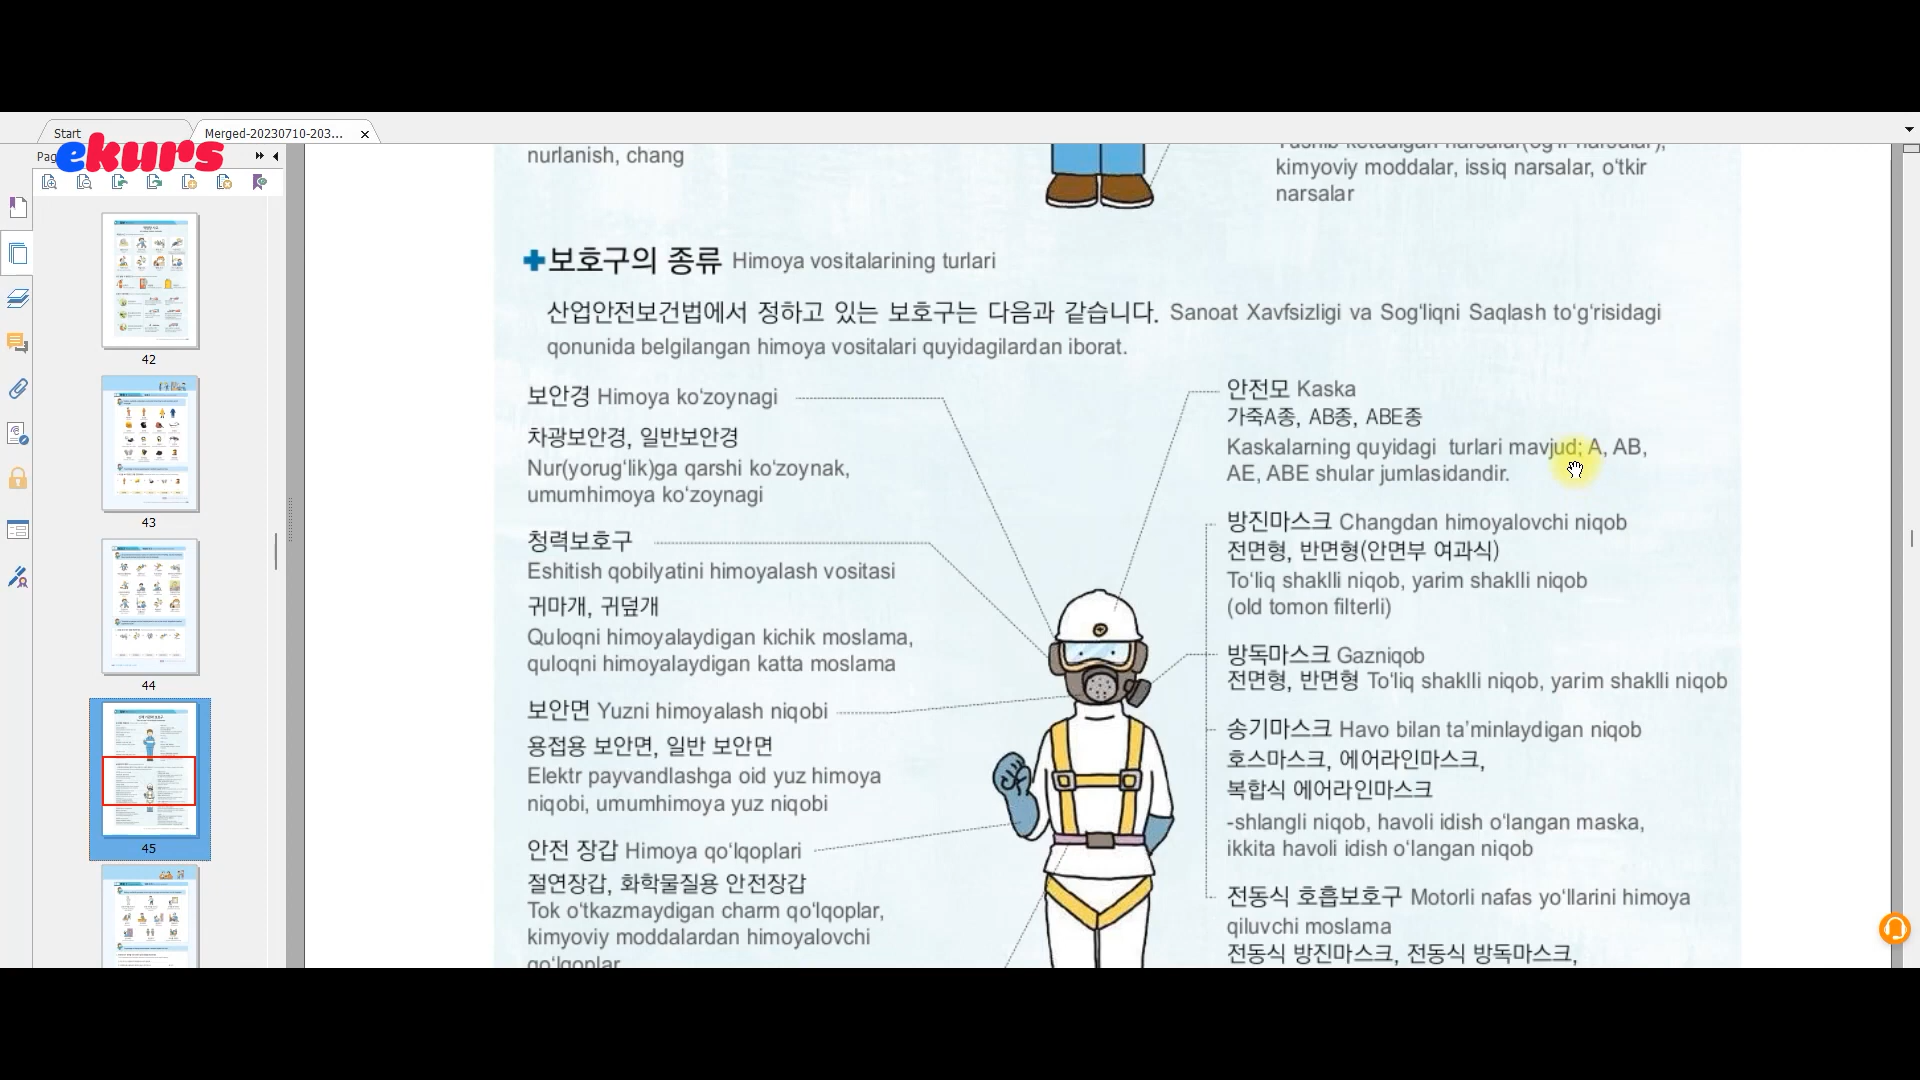 Start
Merged-20230710-203...
ekurs
nurlanish, chang
kimyoviy moddalar, issiq narsalar, o‘tkir
narsalar
보호구의 종류 Himoya vositalarining turlari
산업안전보건법에서 정하고 있는 보호구는 다음과 같습니다. Sanoat Xavfsizligi va Sog‘liqni Saqlash to‘g‘risidagi
qonunida belgilangan himoya vositalari quyidagilardan iborat.
보안경 Himoya ko‘zoynagi
차광보안경, 일반보안경
Nur(yorug‘lik)ga qarshi ko‘zoynak,
umumhimoya ko‘zoynagi
청력보호구
Eshitish qobilyatini himoyalash vositasi
귀마개, 귀덮개
Quloqni himoyalaydigan kichik moslama,
quloqni himoyalaydigan katta moslama
보안면 Yuzni himoyalash niqobi
용접용 보안면, 일반 보안면
Elektr payvandlashga oid yuz himoya
niqobi, umumhimoya yuz niqobi
안전 장갑 Himoya qo‘lqoplari
절연장갑, 화학물질용 안전장갑
Tok o‘tkazmaydigan charm qo‘lqoplar,
kimyoviy moddalardan himoyalovchi
qo‘lqoplar
안전모 Kaska
가죽A종, AB종, ABE종
Kaskalarning quyidagi turlari mavjud; A, AB,
AE, ABE shular jumlasidandir.
방진마스크 Changdan himoyalovchi niqob
전면형, 반면형(안면부 여과식)
To‘liq shaklli niqob, yarim shaklli niqob
(old tomon filterli)
방독마스크 Gazniqob
전면형, 반면형 To‘liq shaklli niqob, yarim shaklli niqob
송기마스크 Havo bilan ta’minlaydigan niqob
호스마스크, 에어라인마스크,
복합식 에어라인마스크
-shlangli niqob, havoli idish o‘langan maska,
ikkita havoli idish o‘langan niqob
전동식 호흡보호구 Motorli nafas yo‘llarini himoya
qiluvchi moslama
전동식 방진마스크, 전동식 방독마스크,
42
43
44
45